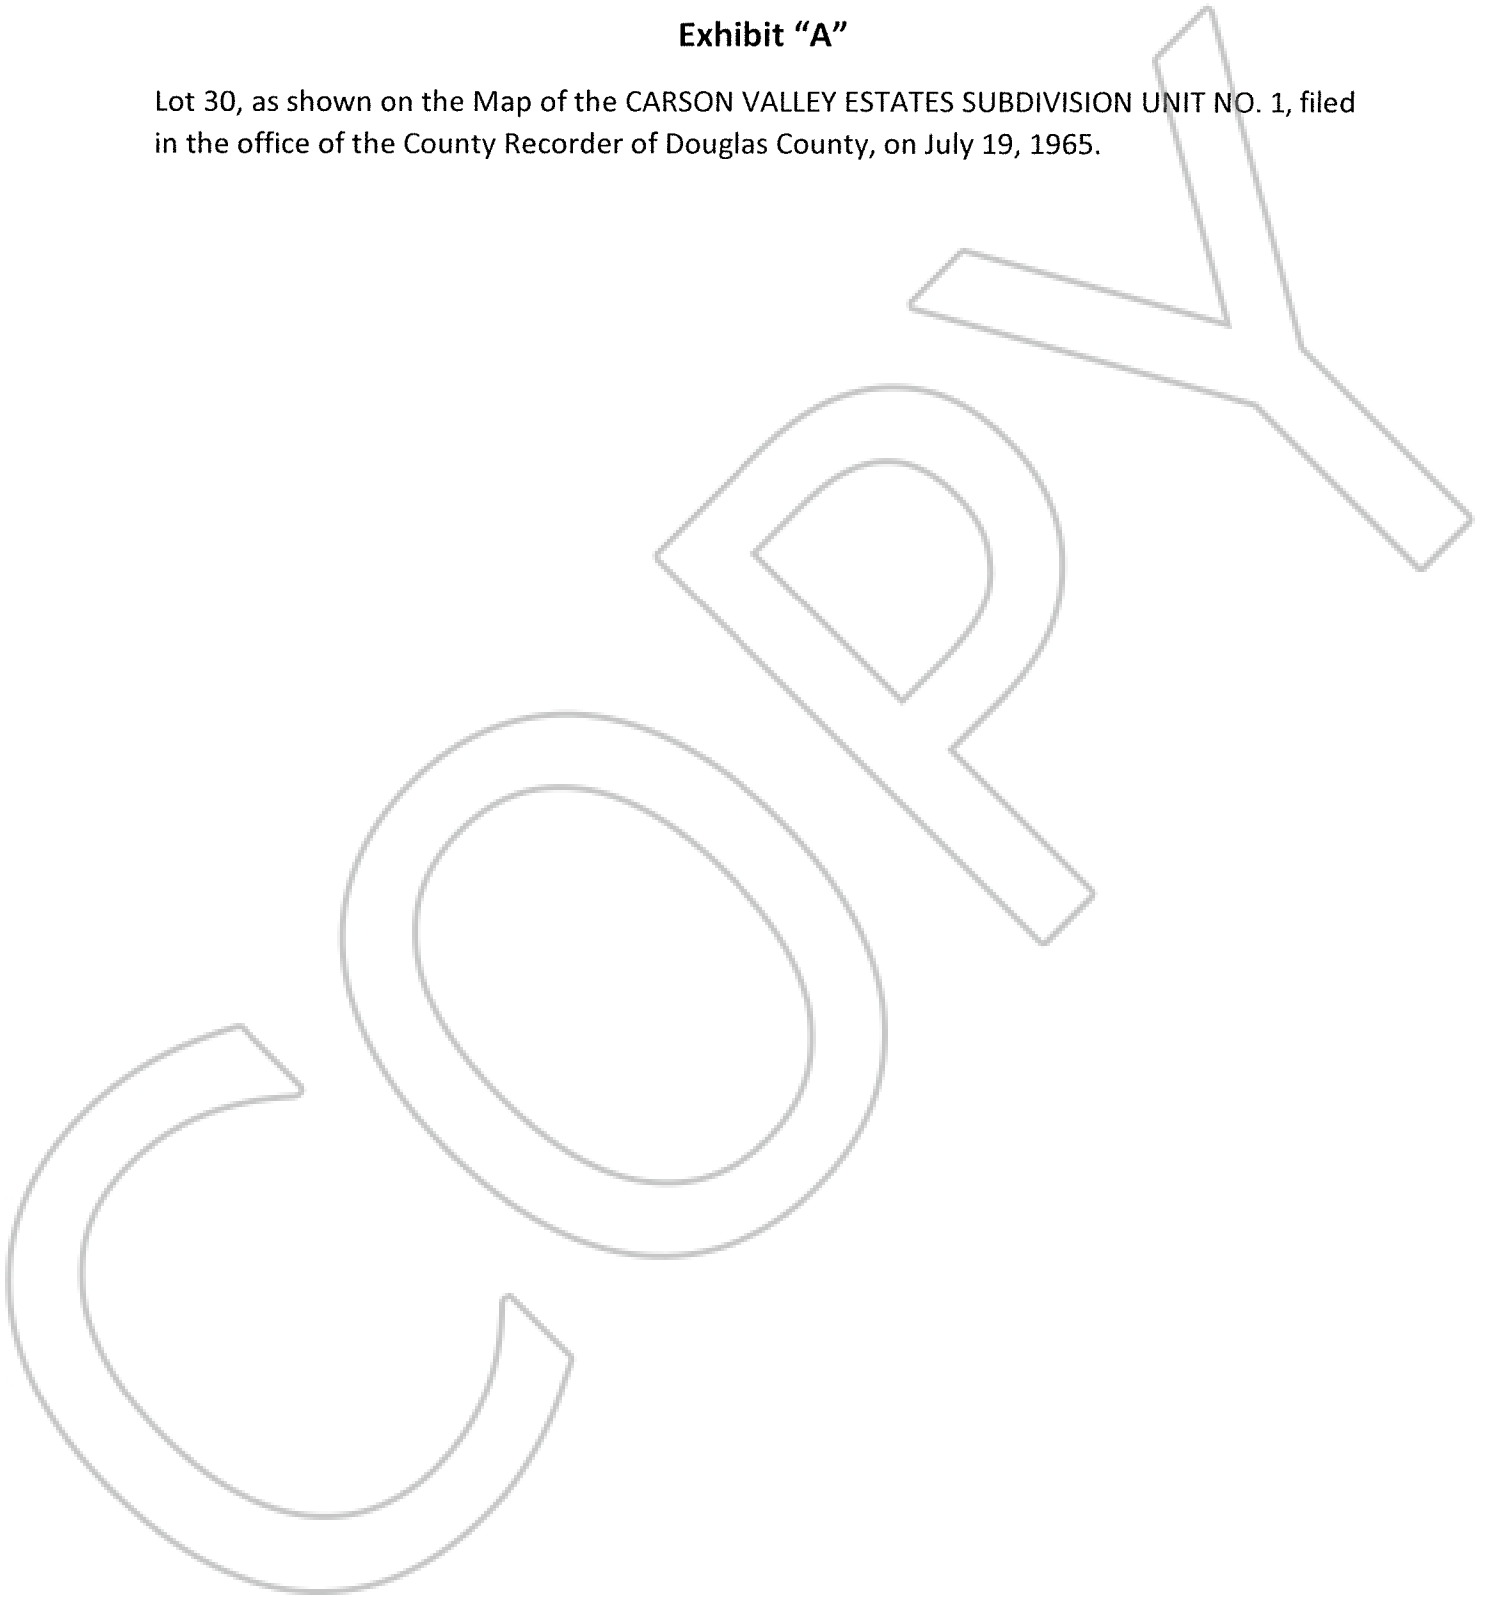 Exhibit “A”
Lot 30, as shown on the Map of the CARSON VALLEY ESTATES SUBDIVISION UNIT NO. 1, filed
in the office of the County Recorder of Douglas County, on July 19, 1965.
COPY